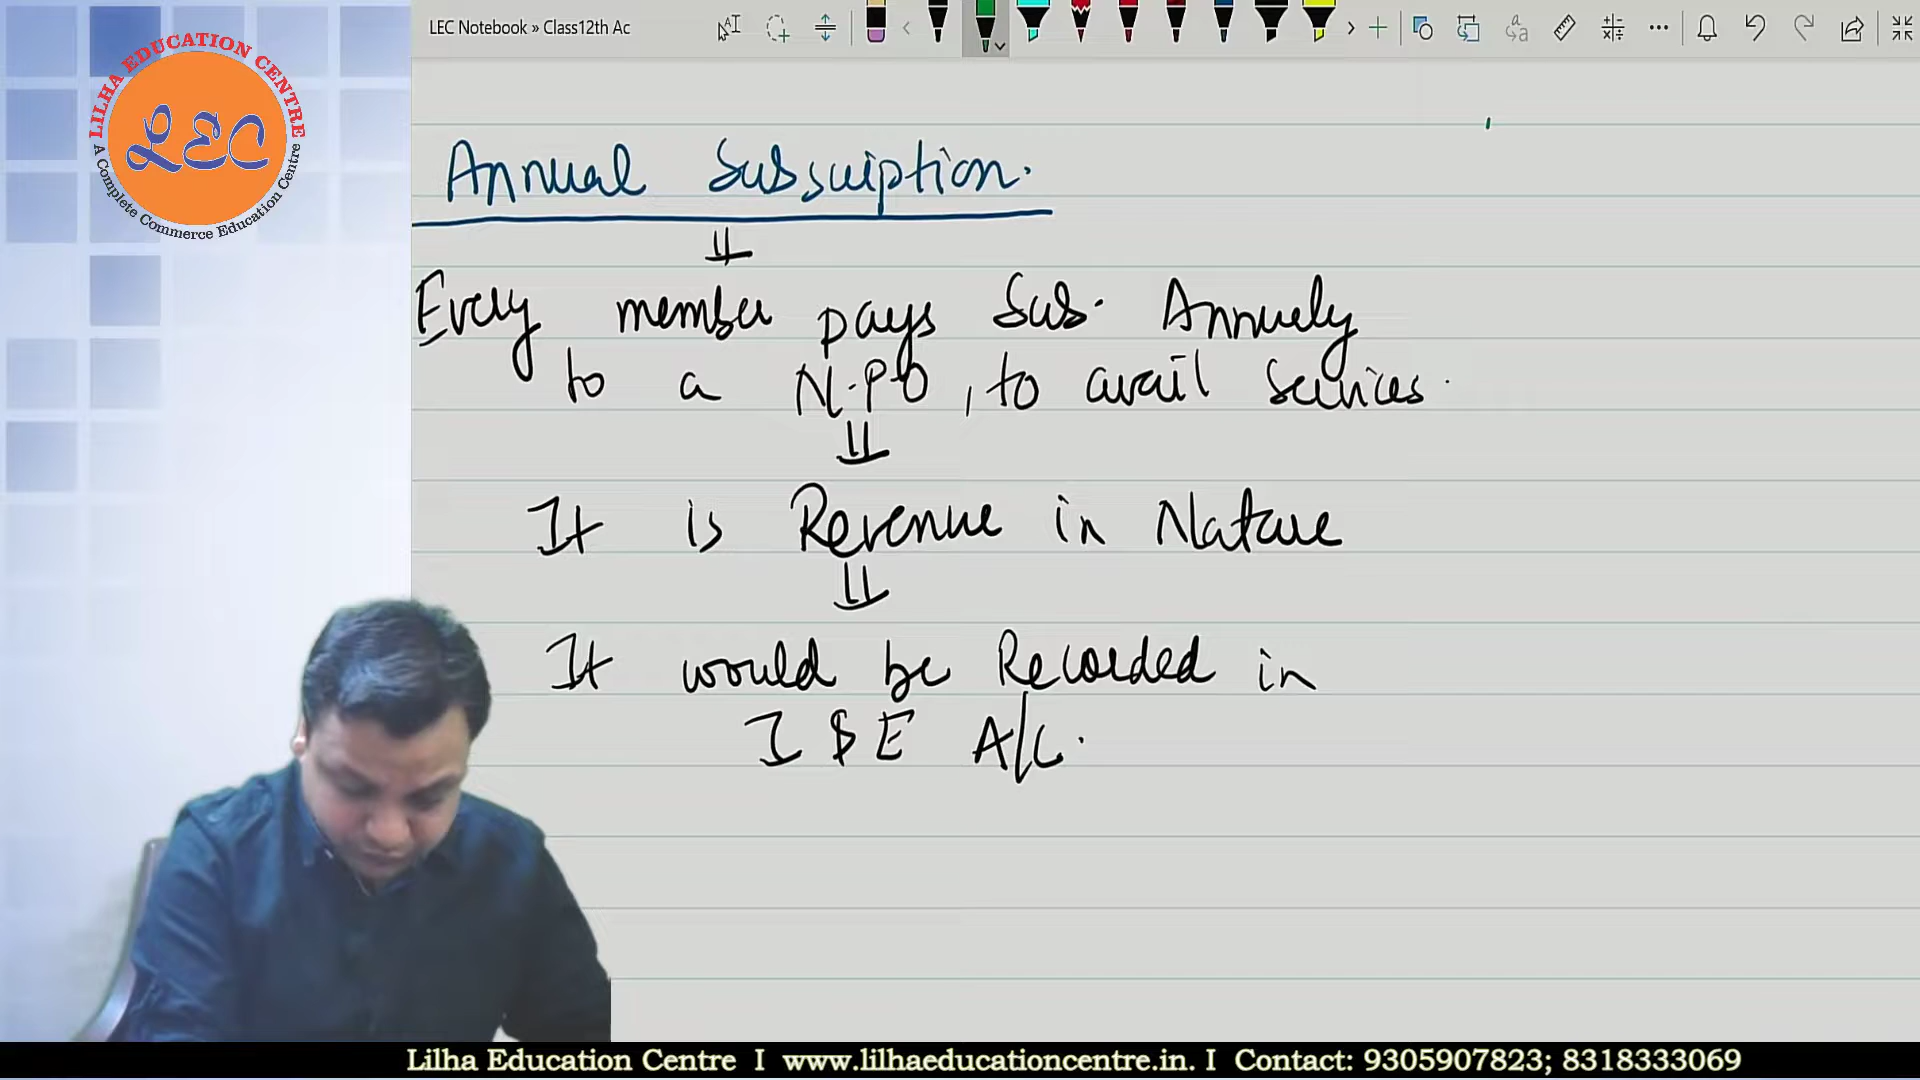 LEC Notebook » Class12th Ac
LILHA EDUCATION CENTRE
LEC
A Complete Commerce Education Centre
Annual Subscription.
Every member pays Sub. Annuely
to a N.P.O, to avail Services.
It is Revenue in Nature
It would be Recorded in
I & E A/c.
Lilha Education Centre I www.lilhaeducationcentre.in. I Contact: 9305907823; 8318333069